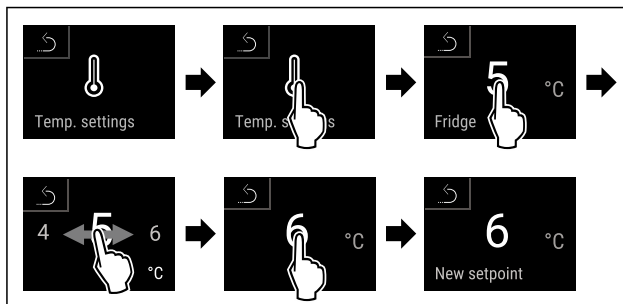 Temp. settings
Temp. s s
5 °C
Fridge
4 5 6
°C
6 °C
6 °C
New setpoint